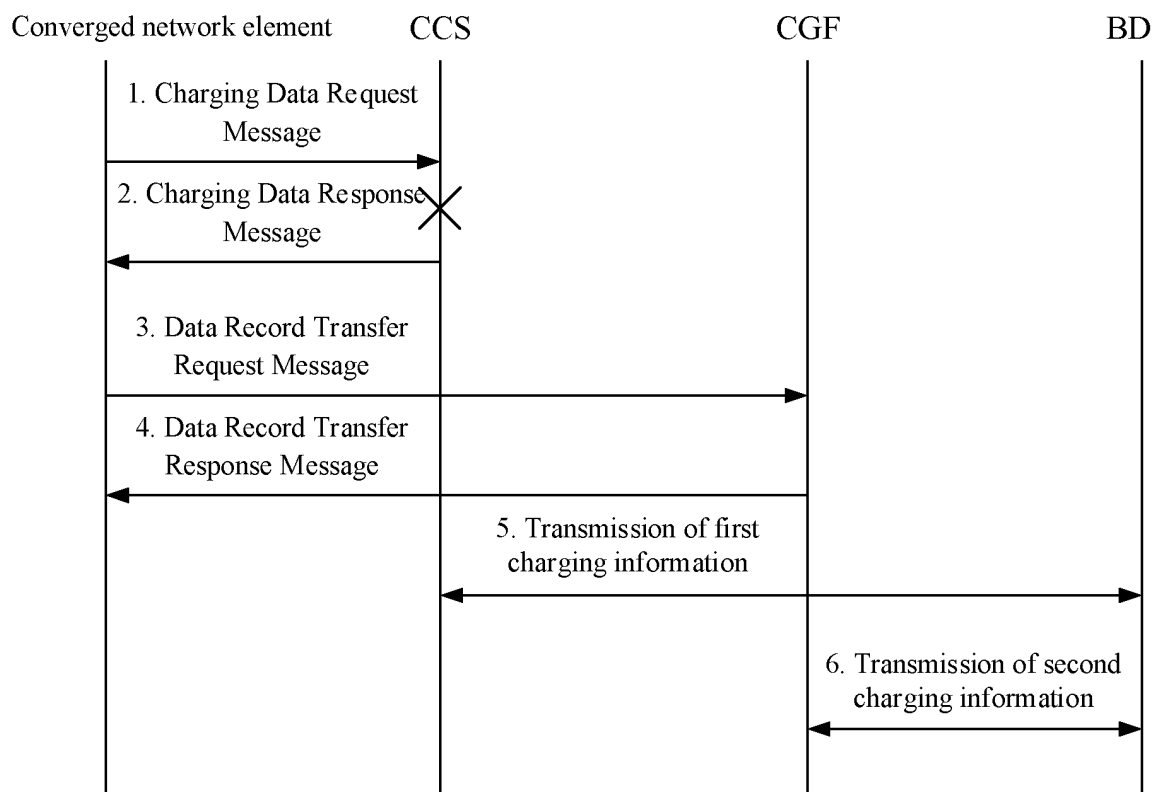 Converged network element
CCS
CGF
BD
1. Charging Data Request
Message
2. Charging Data Response
Message
3. Data Record Transfer
Request Message
4. Data Record Transfer
Response Message
5. Transmission of first
charging information
6. Transmission of second
charging information